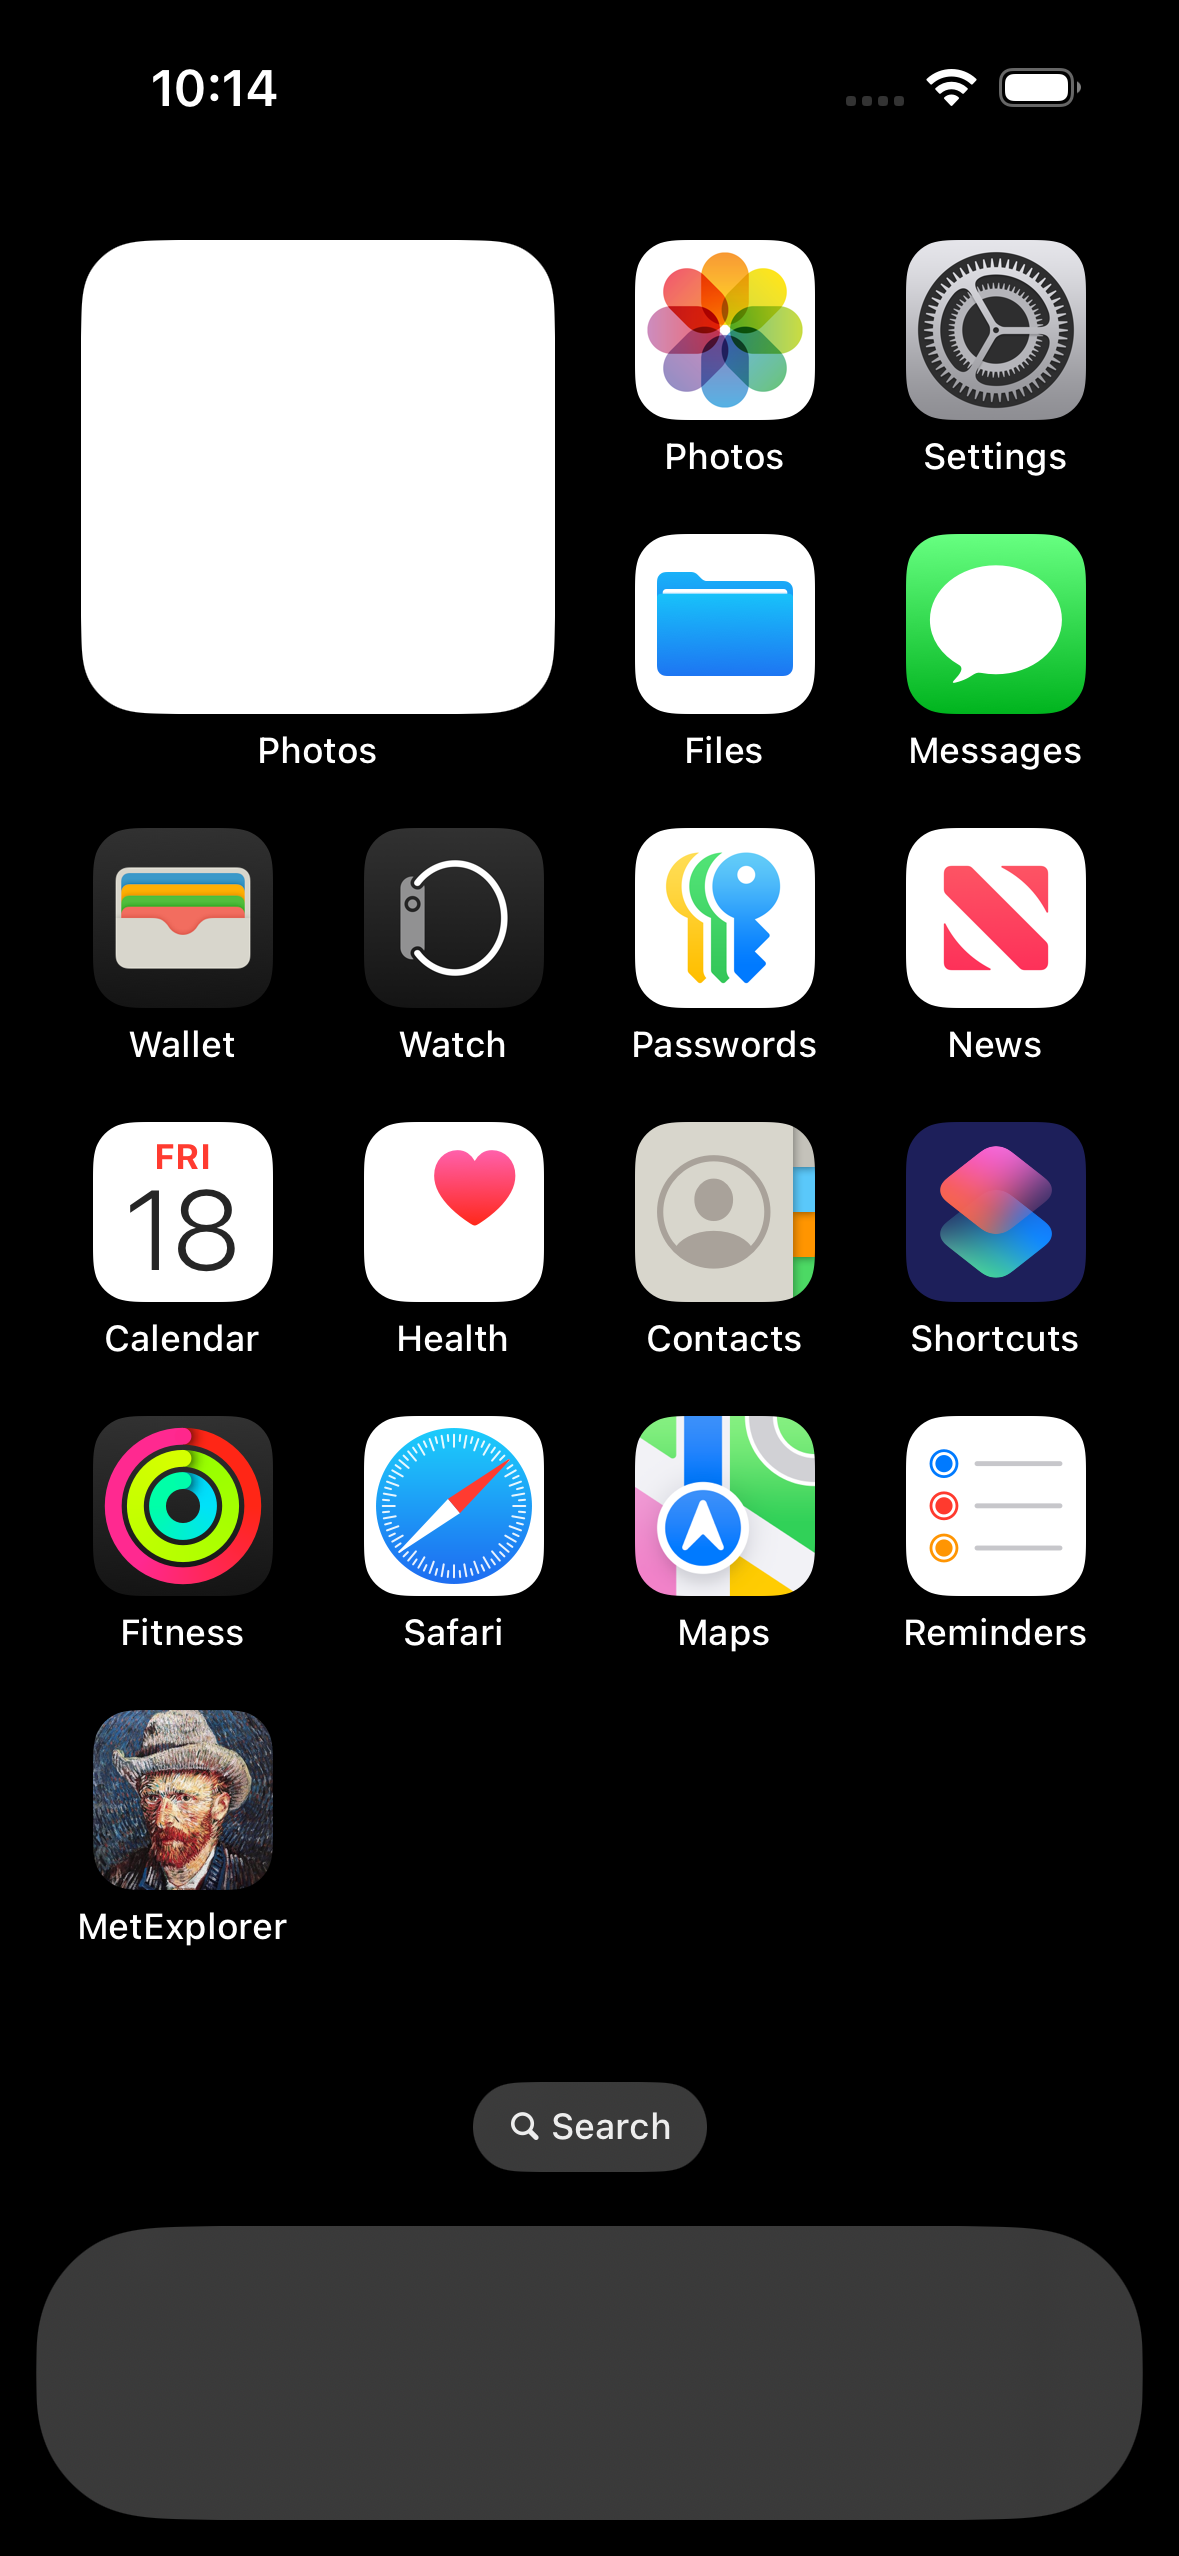 10:14
Photos
Settings
Photos
Files
Messages
Wallet
Watch
Passwords
News
FRI
18
Calendar
Health
Contacts
Shortcuts
Fitness
Safari
Maps
Reminders
MetExplorer
Search